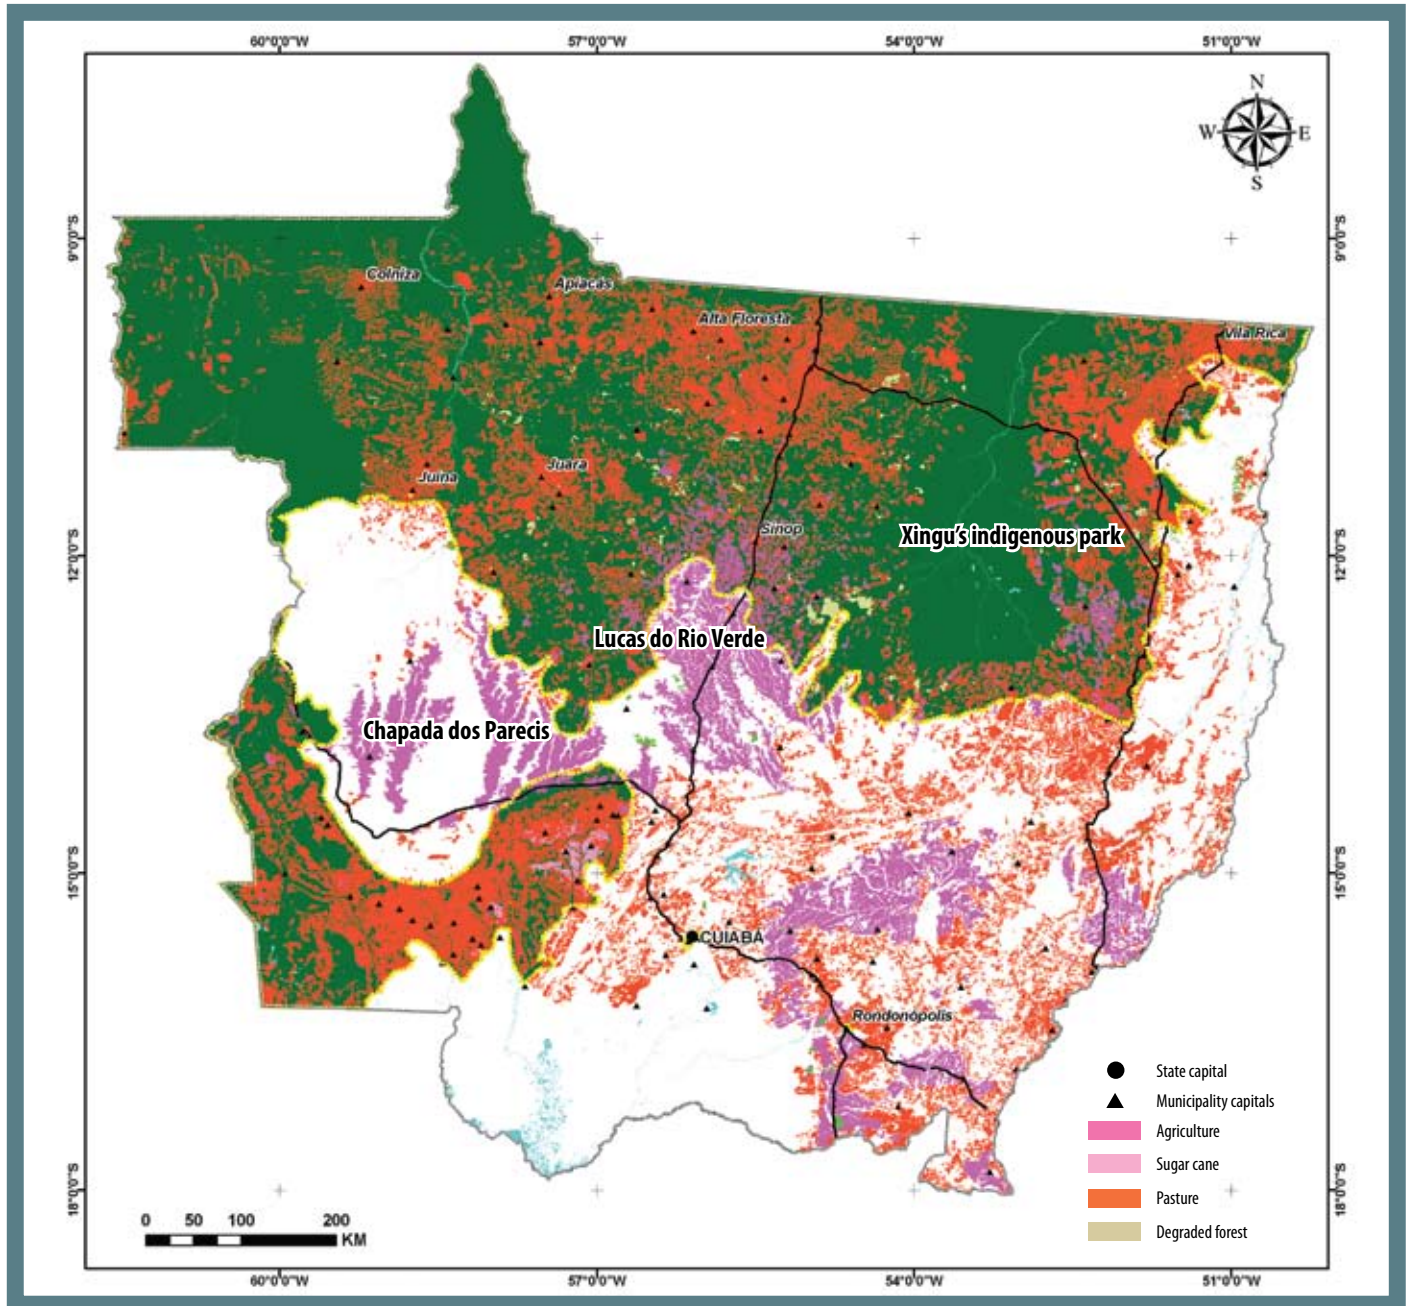 60°0'0"W 57°0'0"W 54°0'0"W 51°0'0"W
N
W E
S
9°0'0"S 9°0'0"S
Colniza
Apiacás
Alta Floresta
Vila Rica
Juara
Juína
Sinop
Xingu's indigenous park
12°0'0"S 12°0'0"S
Lucas do Rio Verde
Chapada dos Parecis
15°0'0"S 15°0'0"S
CUIABÁ
Rondonópolis
State capital
Municipality capitals
Agriculture
Sugar cane
Pasture
Degraded forest
18°0'0"S 18°0'0"S
0 50 100 200
KM
60°0'0"W 57°0'0"W 54°0'0"W 51°0'0"W